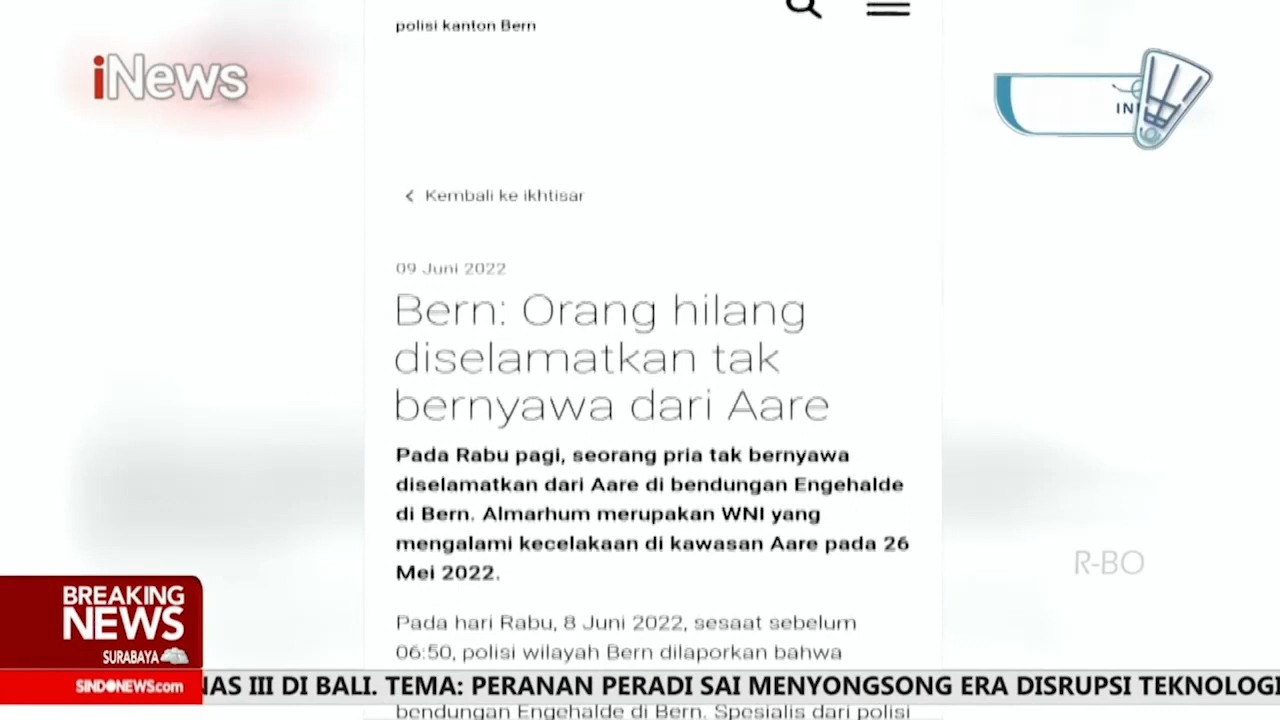 polisi kanton Bern
iNews
IN
Kembali ke ikhtisar
09 Juni 2022
Bern: Orang hilang
diselamatkan tak
bernyawa dari Aare
Pada Rabu pagi, seorang pria tak bernyawa
diselamatkan dari Aare di bendungan Engehalde
di Bern. Almarhum merupakan WNI yang
mengalami kecelakaan di kawasan Aare pada 26
Mei 2022.
R-BO
Pada hari Rabu, 8 Juni 2022, sesaat sebelum
06:50, polisi wilayah Bern dilaporkan bahwa
BREAKING
NEWS
SURABAYA
SINDONEWS.com
NAS III DI BALI. TEMA: PERANAN PERADI SAI MENYONGSONG ERA DISRUPSI TEKNOLOGI
bendungan Engehalde di Bern. Spesialis dari polisi